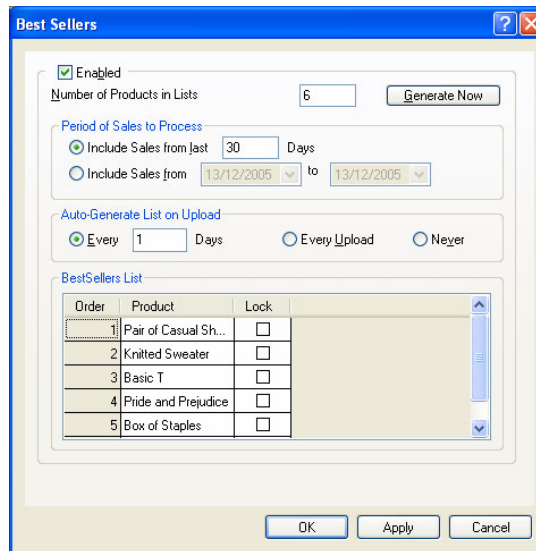 Best Sellers
Enabled
Number of Products in Lists 6 Generate Now
Period of Sales to Process
Include Sales from last 30 Days
Include Sales from 13/12/2005 to 13/12/2005
Auto-Generate List on Upload
Every 1 Days Every Upload Never
BestSellers List
Order Product Lock
1 Pair of Casual Sh...
2 Knitted Sweater
3 Basic T
4 Pride and Prejudice
5 Box of Staples
OK Apply Cancel